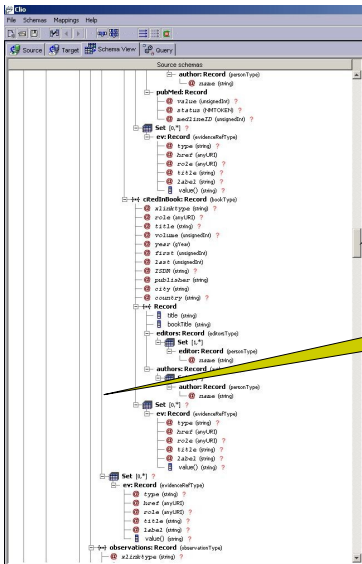 Clio
File Schemas Mappings Help
Source Target Schema View Query
Source schemas
author: Record (personType)
name (string)
pubMed: Record
value (unsignedInt) ?
status (NMTOKEN) ?
medlineID (unsignedInt) ?
Set [0,*] ?
ev: Record (evidenceRefType)
type (string) ?
href (anyURI)
role (anyURI) ?
title (string) ?
label (string) ?
value() (string) ?
citedInBook: Record (bookType)
xlinktype (string) ?
role (anyURI) ?
title (string) ?
volume (unsignedInt) ?
year (gYear)
first (unsignedInt)
last (unsignedInt)
ISBN (string) ?
publisher (string)
city (string)
country (string) ?
Record
title (string)
bookTitle (string)
editors: Record (editorsType)
Set [1,*]
editor: Record (personType)
name (string)
authors: Record
author: Record (personType)
name (string)
Set [0,*] ?
ev: Record (evidenceRefType)
type (string) ?
href (anyURI)
role (anyURI) ?
title (string) ?
label (string) ?
value() (string) ?
Set [0,*] ?
ev: Record (evidenceRefType)
type (string) ?
href (anyURI)
role (anyURI) ?
title (string) ?
label (string) ?
value() (string) ?
observations: Record (observationType)
xlinktype (string) ?